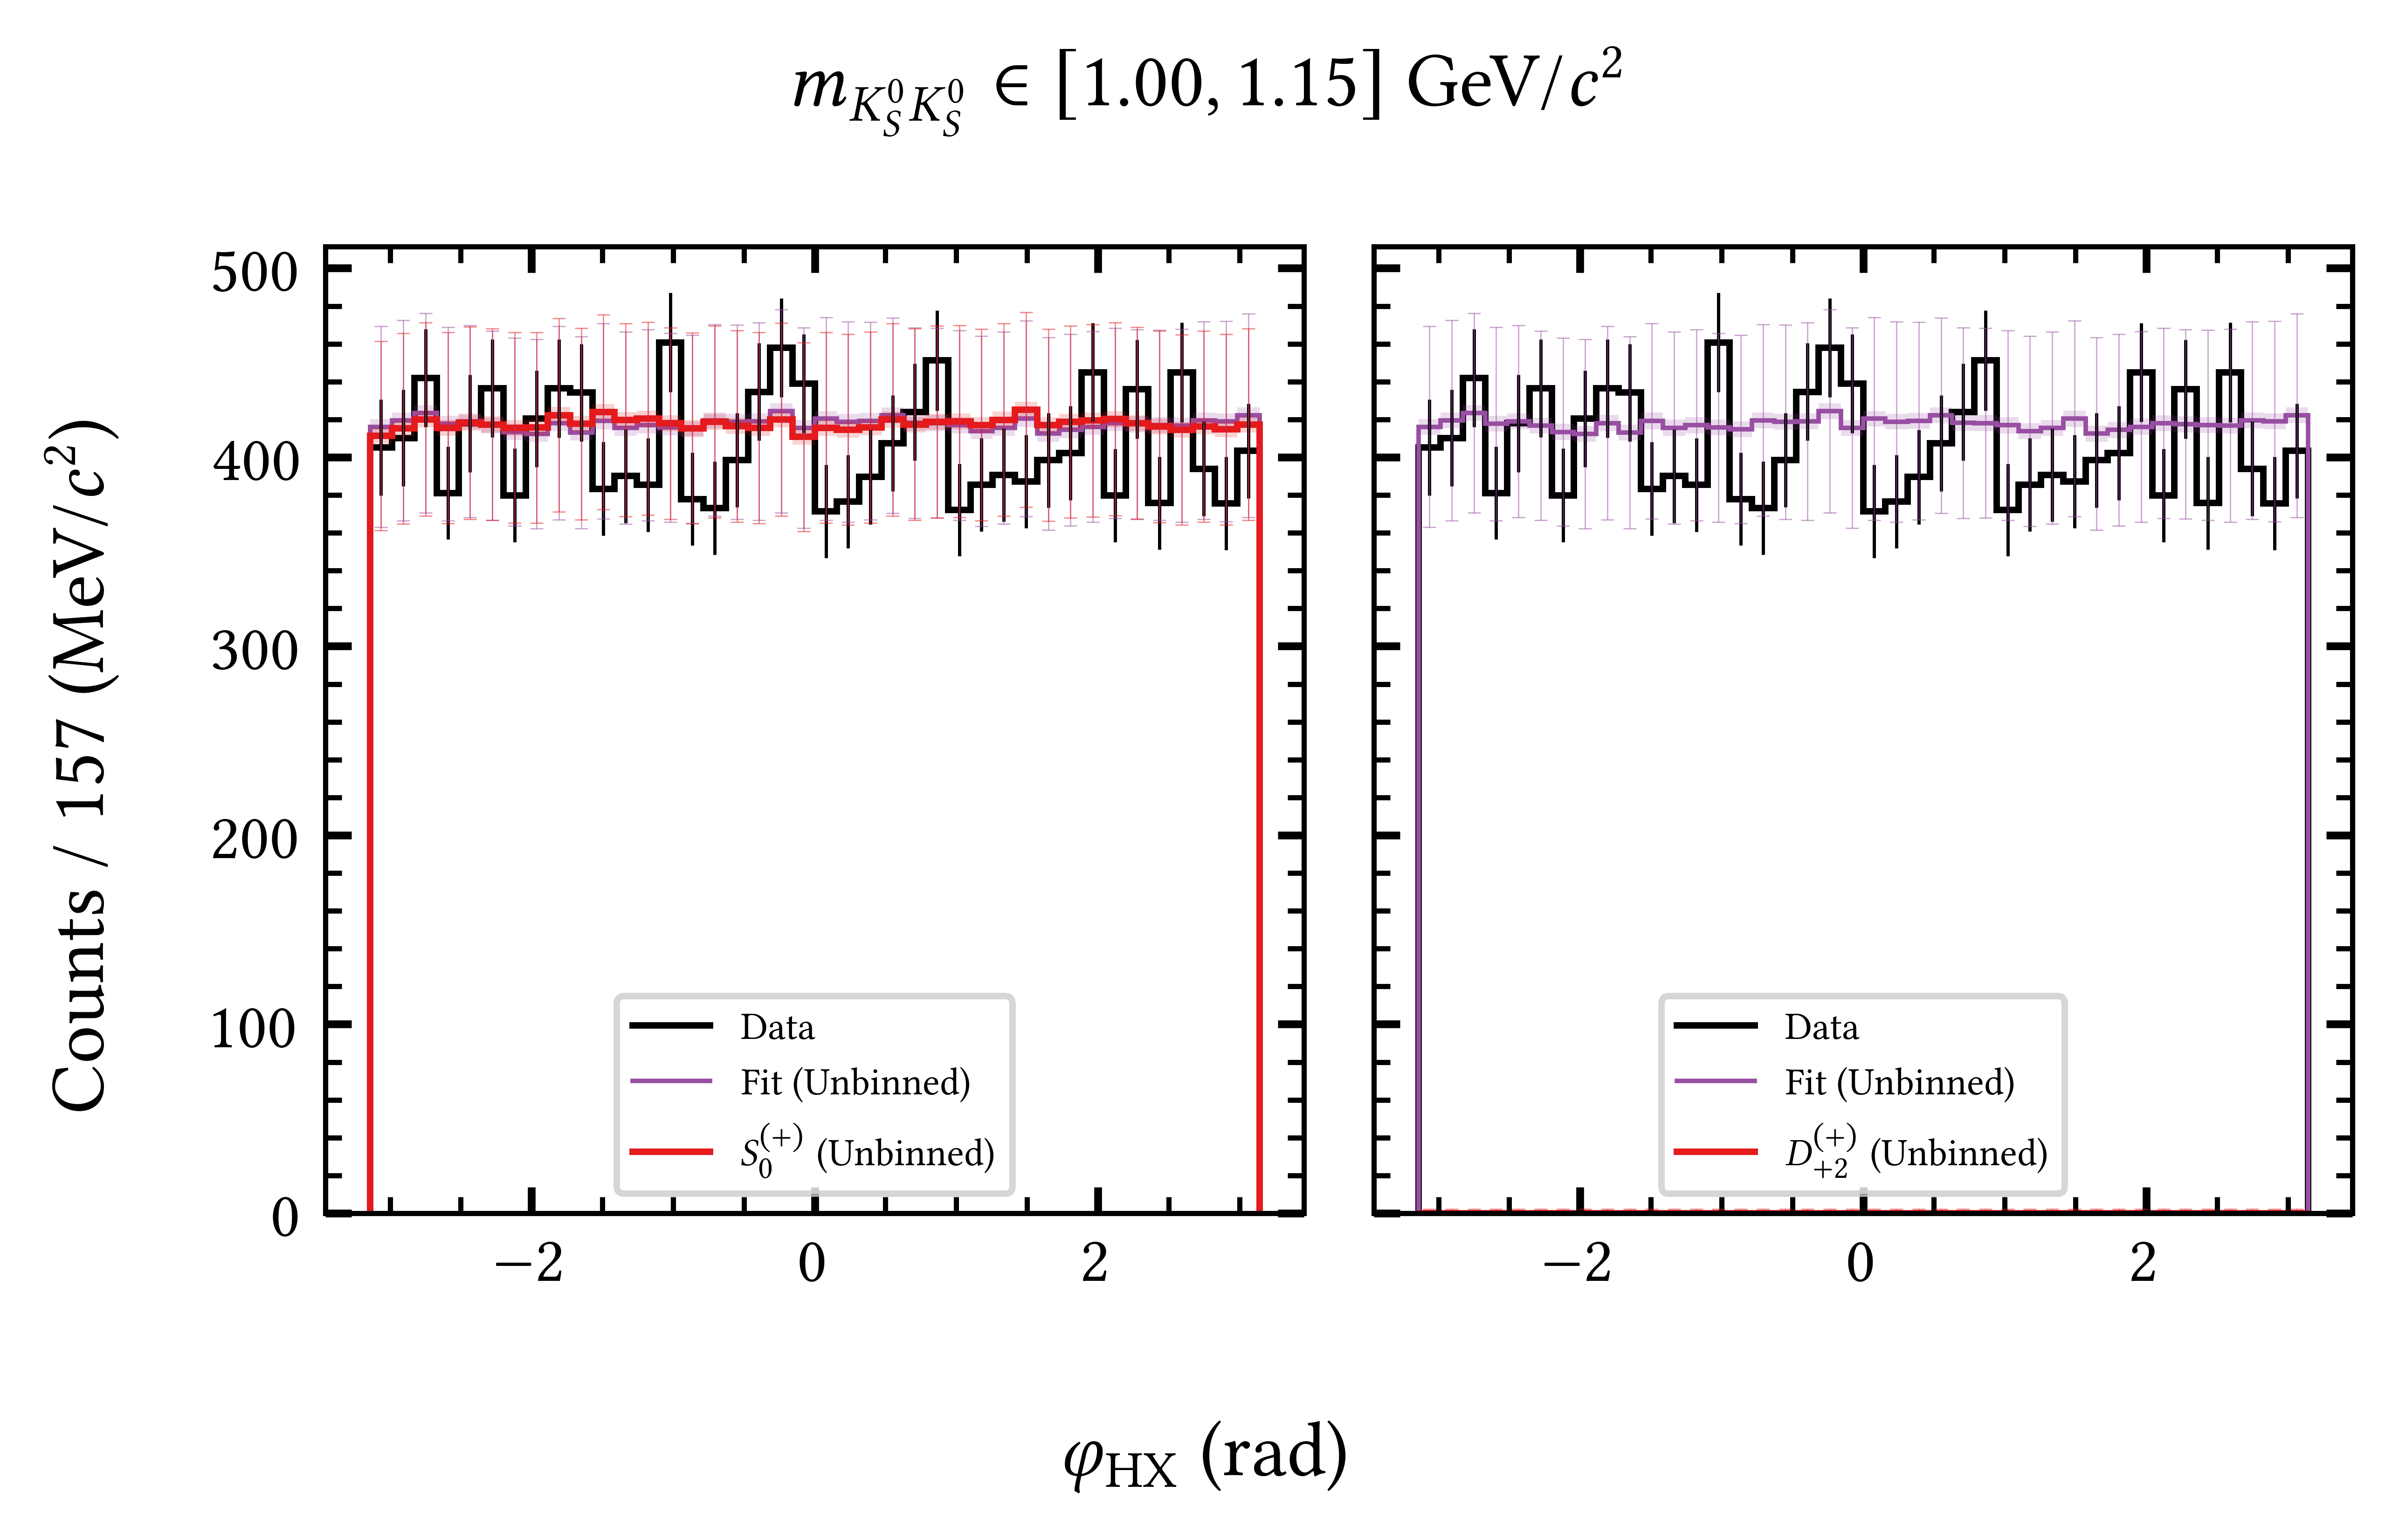 m_{K_S^0 K_S^0} ∈ [1.00, 1.15] GeV/c²
Counts / 157 (MeV/c²)
500
400
300
200
100
0
Data
Fit (Unbinned)
S_0^{(+)} (Unbinned)
−2 0 2
Data
Fit (Unbinned)
D_{+2}^{(+)} (Unbinned)
−2 0 2
φ_{HX} (rad)